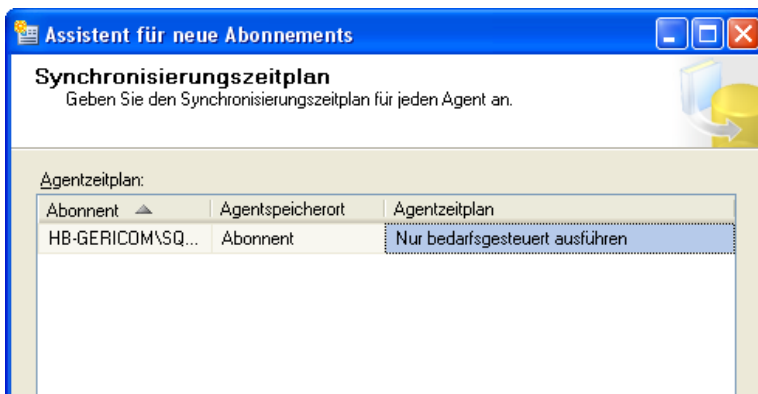 Assistent für neue Abonnements
Synchronisierungszeitplan
Geben Sie den Synchronisierungszeitplan für jeden Agent an.
Agentzeitplan:
Abonnent Agentspeicherort Agentzeitplan
HB-GERICOM\SQ... Abonnent Nur bedarfsgesteuert ausführen